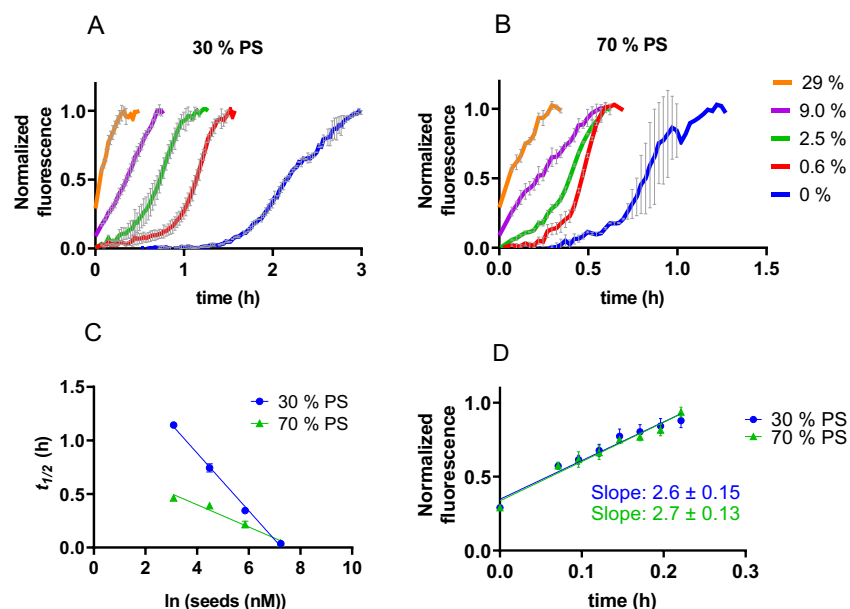 A
30 % PS
Normalized
fluorescence
1.0
0.5
0.0
0
1
2
3
time (h)
B
70 % PS
Normalized
fluorescence
1.0
0.5
0.0
0.0
0.5
1.0
1.5
time (h)
29 %
9.0 %
2.5 %
0.6 %
0 %
C
t1/2 (h)
1.5
1.0
0.5
0.0
0
2
4
6
8
10
ln (seeds (nM))
30 % PS
70 % PS
D
Normalized
fluorescence
1.5
1.0
0.5
0.0
0.0
0.1
0.2
0.3
time (h)
30 % PS
70 % PS
Slope: 2.6 ± 0.15
Slope: 2.7 ± 0.13